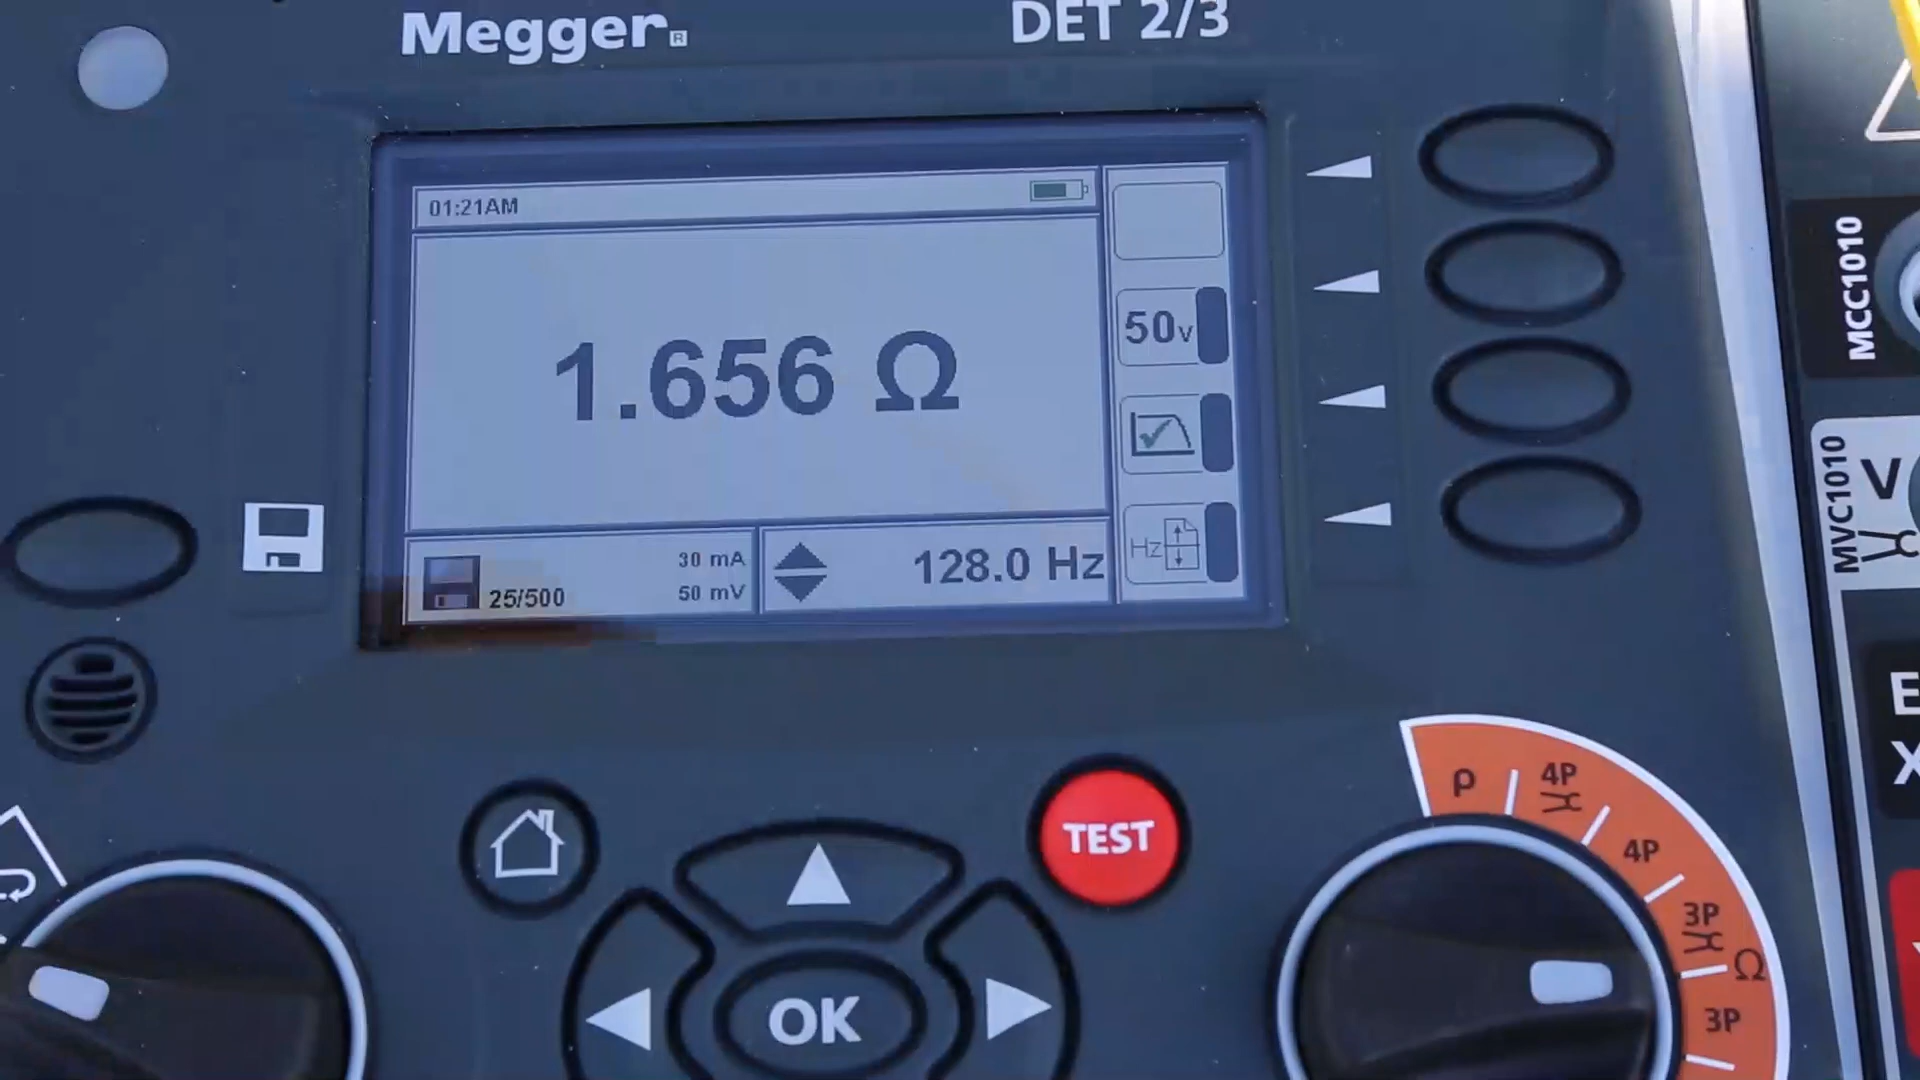 Megger®
DET 2/3
01:21AM
1.656 Ω
50v
Hz
30 mA
50 mV
25/500
128.0 Hz
MCC1010
MVC1010
V
E
X
TEST
OK
ρ
4P
4P
3P
Ω
3P